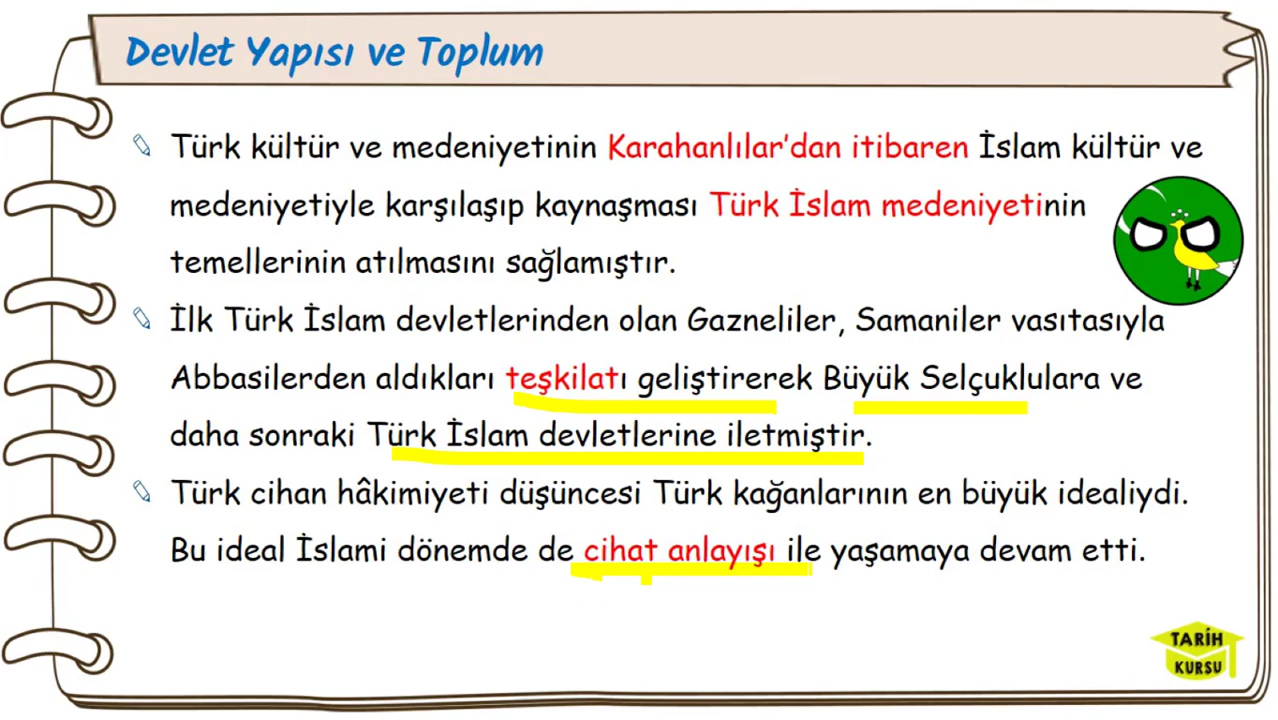 Devlet Yapısı ve Toplum
Türk kültür ve medeniyetinin Karahanlılar'dan itibaren İslam kültür ve
medeniyetiyle karşılaşıp kaynaşması Türk İslam medeniyetinin
temellerinin atılmasını sağlamıştır.
İlk Türk İslam devletlerinden olan Gazneliler, Samaniler vasıtasıyla
Abbasilerden aldıkları teşkilatı geliştirerek Büyük Selçuklulara ve
daha sonraki Türk İslam devletlerine iletmiştir.
Türk cihan hâkimiyeti düşüncesi Türk kağanlarının en büyük idealiydi.
Bu ideal İslami dönemde de cihat anlayışı ile yaşamaya devam etti.
TARİH
KURSU